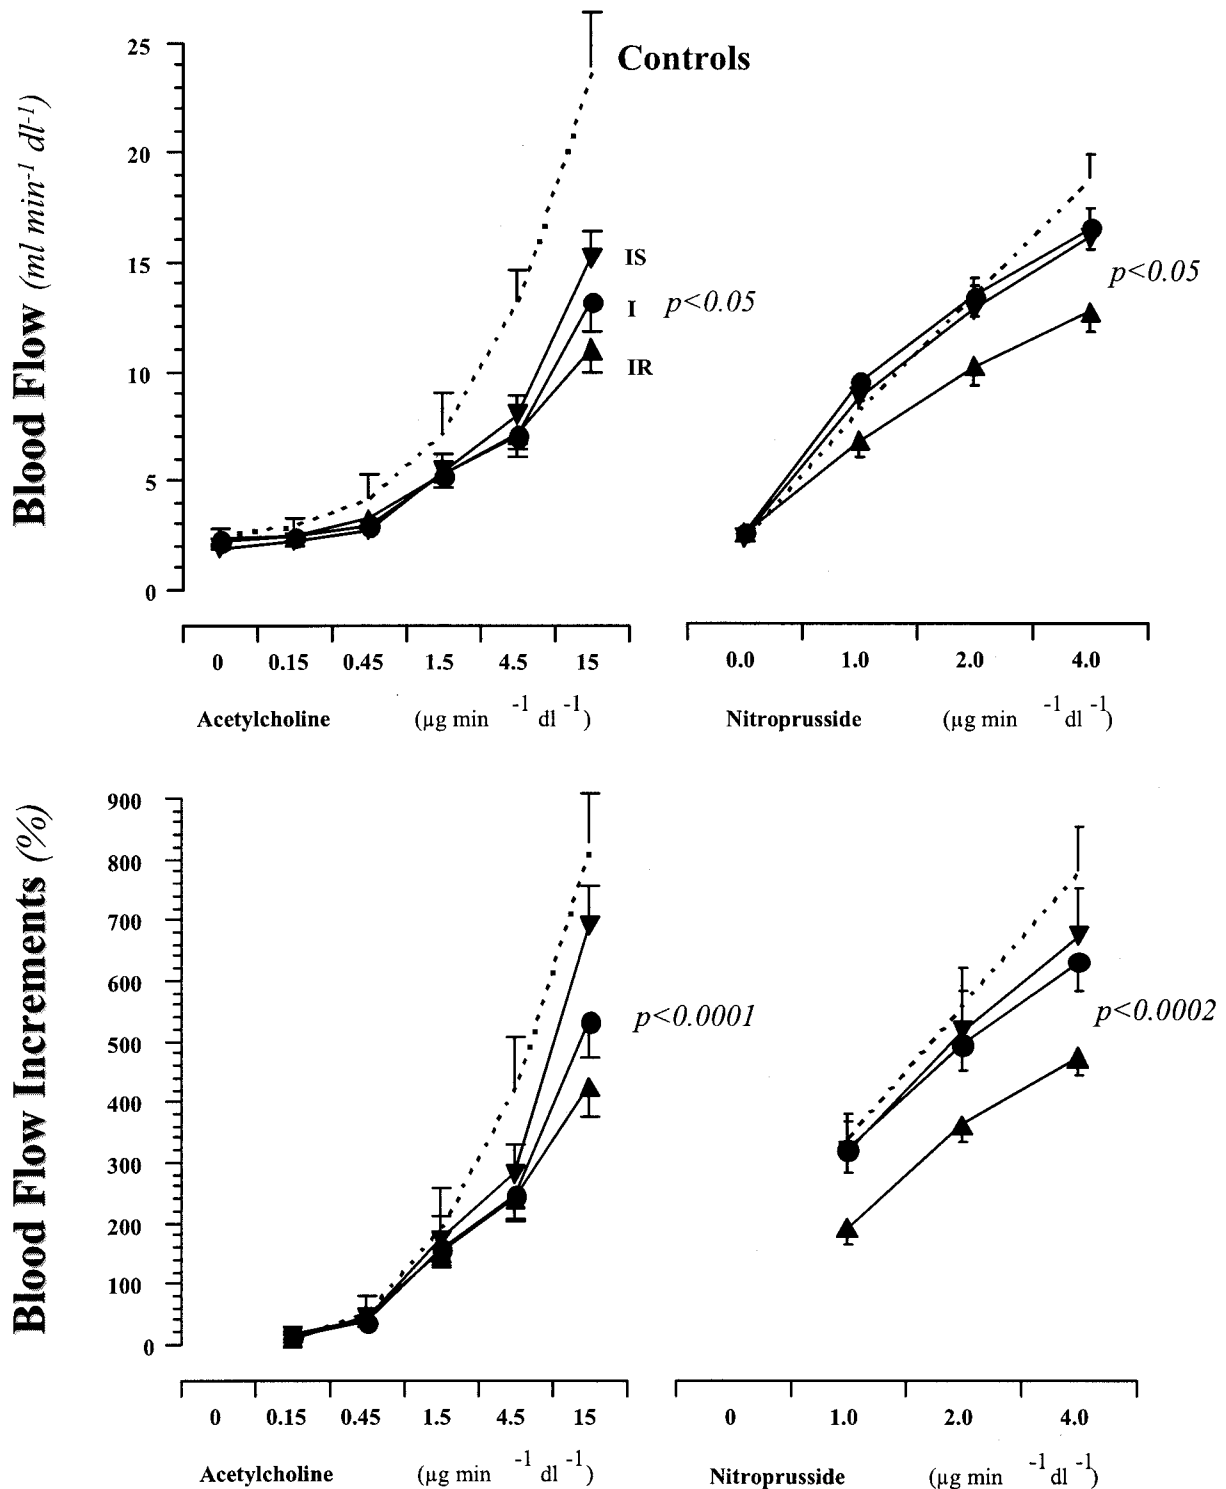 Blood Flow (ml min-1 dl-1)
25
20
15
10
5
0
Controls
IS
I
IR
p<0.05
p<0.05
0 0.15 0.45 1.5 4.5 15
Acetylcholine (µg min -1 dl -1)
0.0 1.0 2.0 4.0
Nitroprusside (µg min -1 dl -1)
Blood Flow Increments (%)
900
800
700
600
500
400
300
200
100
0
p<0.0001
p<0.0002
0 0.15 0.45 1.5 4.5 15
Acetylcholine (µg min -1 dl -1)
0 1.0 2.0 4.0
Nitroprusside (µg min -1 dl -1)